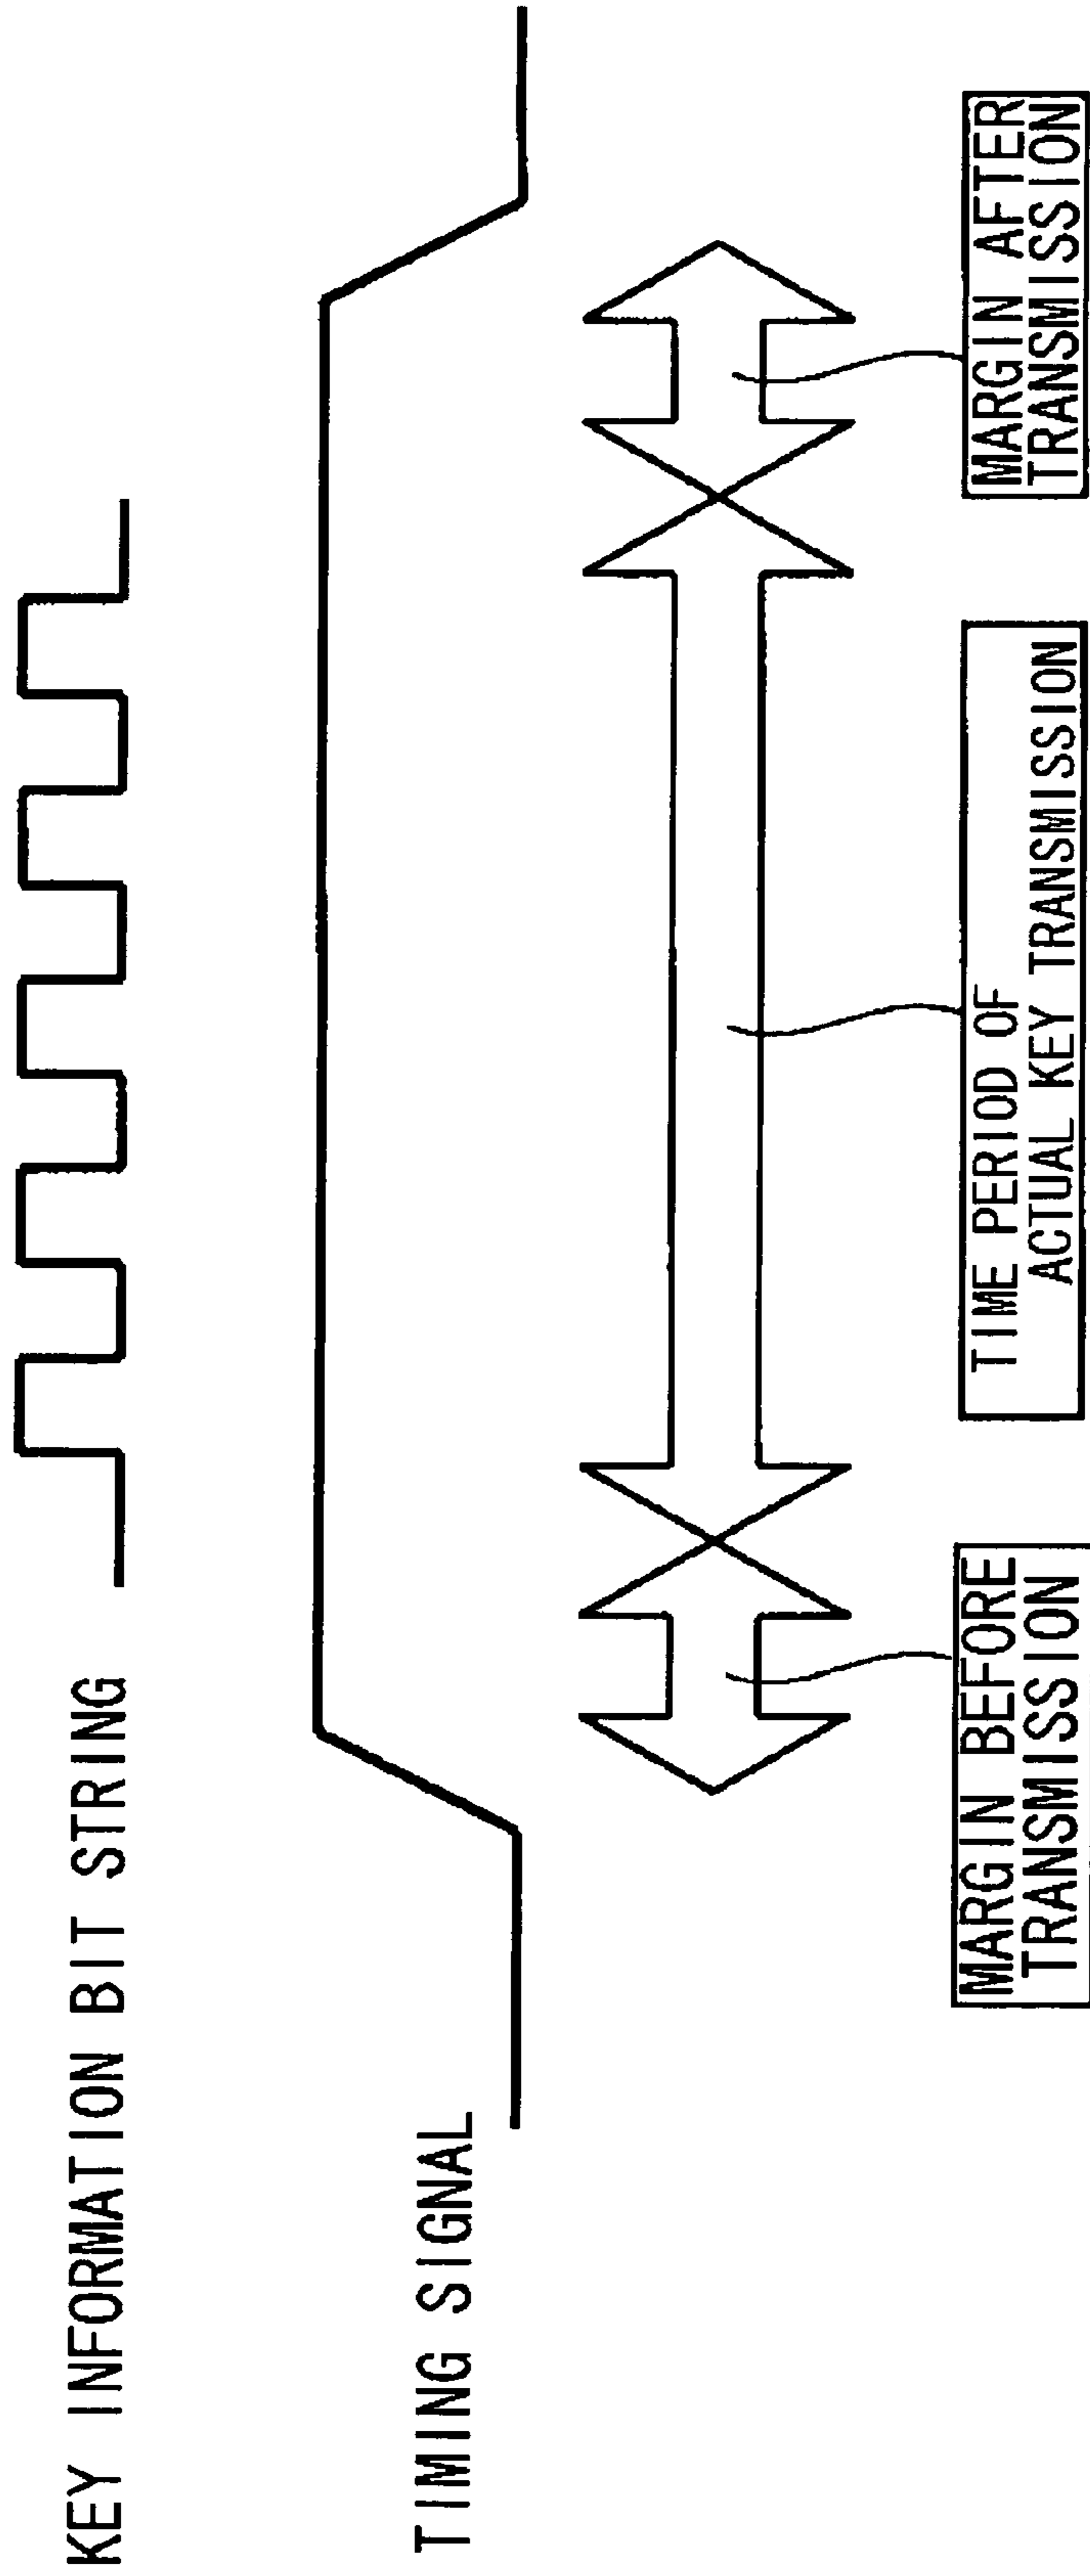 KEY INFORMATION BIT STRING
TIMING SIGNAL
MARGIN BEFORE
TRANSMISSION
TIME PERIOD OF
ACTUAL KEY TRANSMISSION
MARGIN AFTER
TRANSMISSION